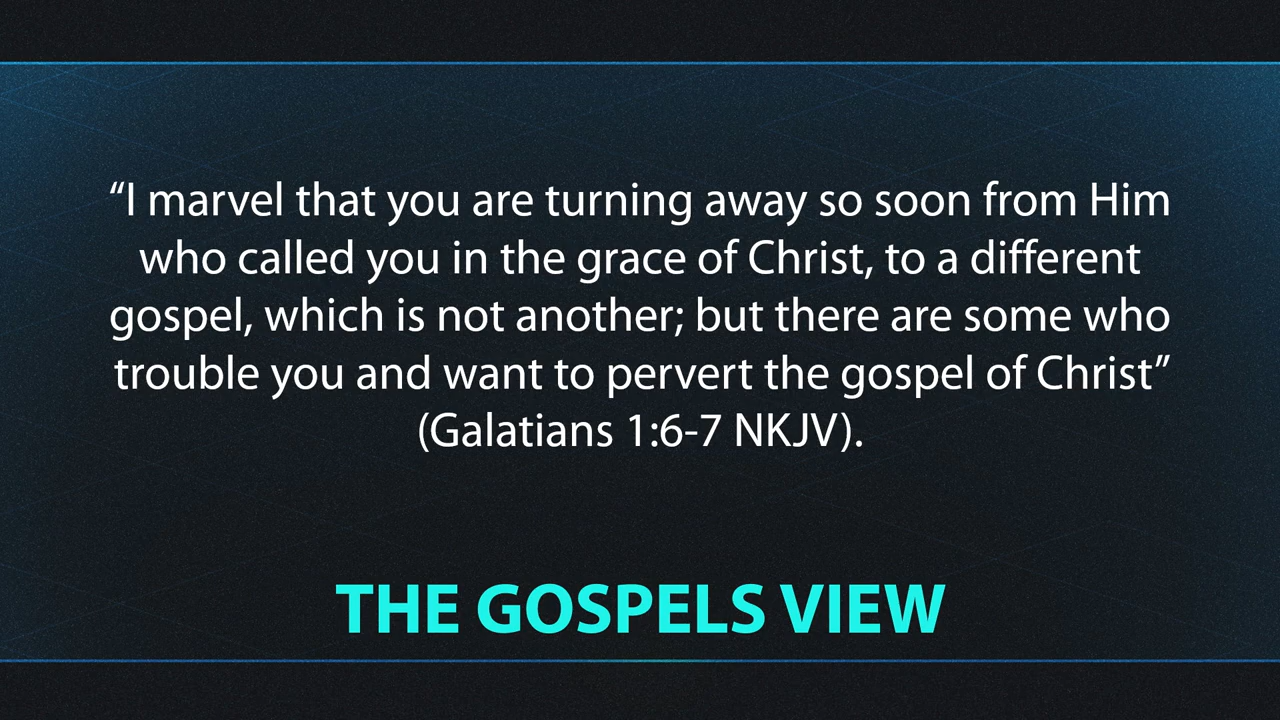 “I marvel that you are turning away so soon from Him
who called you in the grace of Christ, to a different
gospel, which is not another; but there are some who
trouble you and want to pervert the gospel of Christ”
(Galatians 1:6-7 NKJV).
THE GOSPELS VIEW